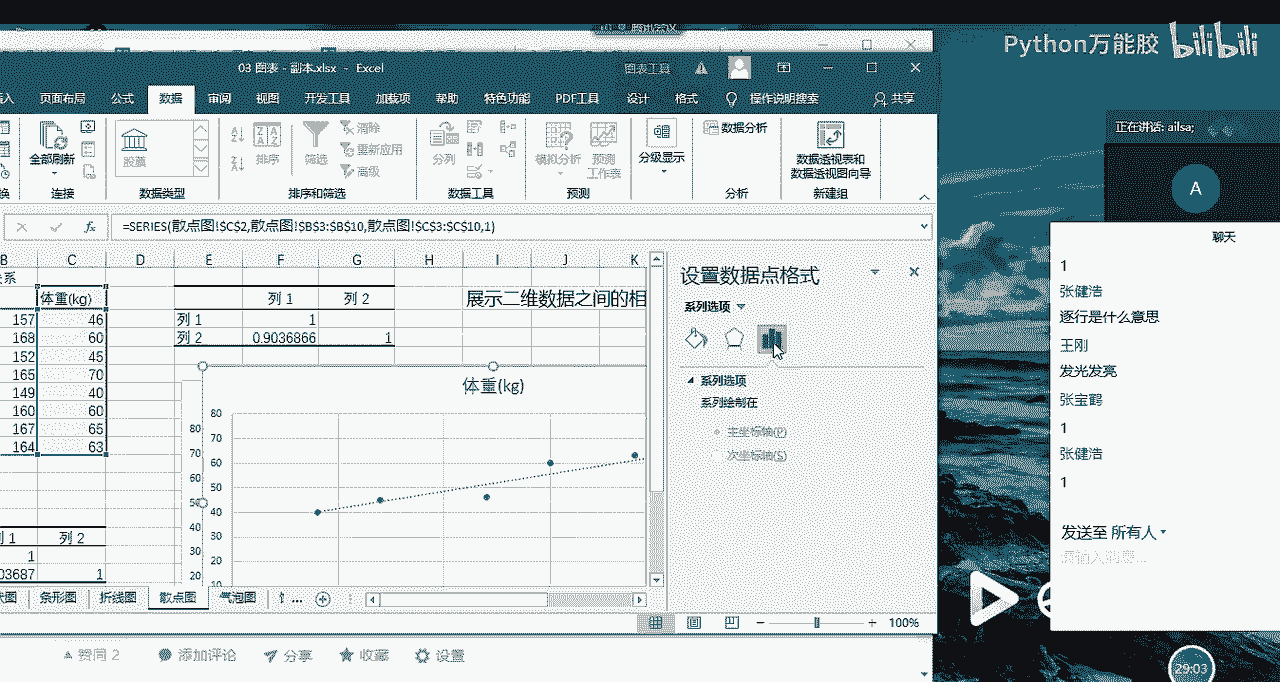 腾讯会议
Python万能胶 bilibili
03 图表 - 副本.xlsx - Excel
图表工具
页面布局 公式 数据 审阅 视图 开发工具 加载项 帮助 特色功能 PDF工具 设计 格式 操作说明搜索 共享
正在讲话: ailsa;
A
全部刷新 股票 排序 筛选 清除 重新应用 高级 分列 模拟分析 预测 工作表 分级显示 数据分析 数据透视表和 数据透视图向导
连接 数据类型 排序和筛选 数据工具 预测 分析 新建组
fx =SERIES(散点图!$C$2,散点图!$B$3:$B$10,散点图!$C$3:$C$10,1)
B C D E F G H I J K
体重(kg) 列 1 列 2 展示二维数据之间的相
157 46 列 1 1
168 60 列 2 0.9036866 1
152 45
165 70
149 40
160 60
167 65
164 63
体重(kg)
80
70
60
50
40
30
20
10
80
70
60
50
40
30
20
列 1 列 2
1
03687 1
设置数据点格式
系列选项
系列选项
系列绘制在
主坐标轴(P)
次坐标轴(S)
条形图 折线图 散点图 气泡图 ...
100%
赞同 2 添加评论 分享 收藏 设置
聊天
1
张健浩
逐行是什么意思
王刚
发光发亮
张宝鹤
1
张健浩
1
发送至 所有人
请输入消息...
29:03